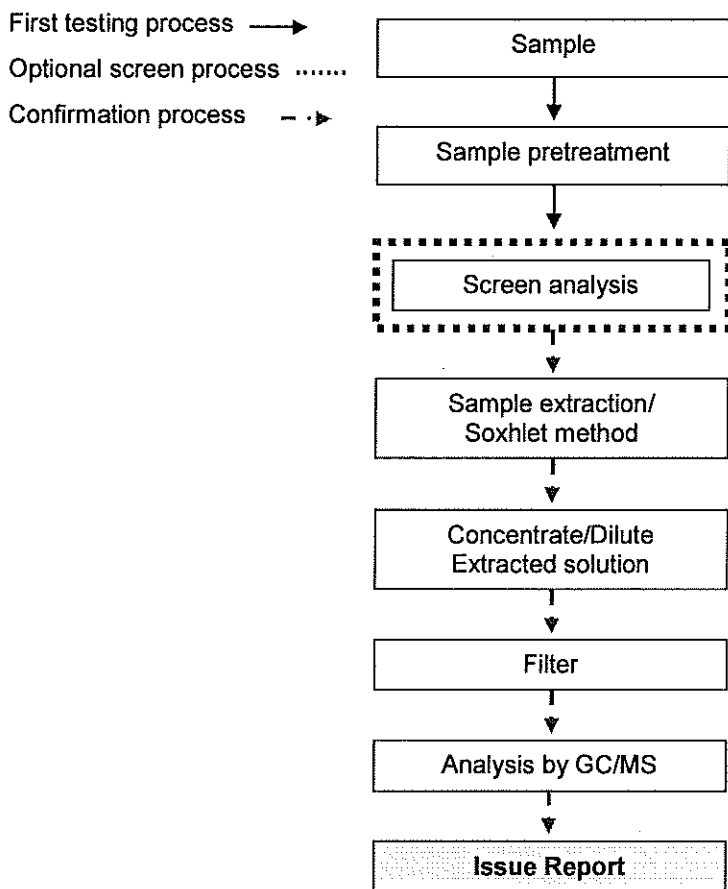 First testing process
Optional screen process
Confirmation process
Sample
Sample pretreatment
Screen analysis
Sample extraction/
Soxhlet method
Concentrate/Dilute
Extracted solution
Filter
Analysis by GC/MS
Issue Report